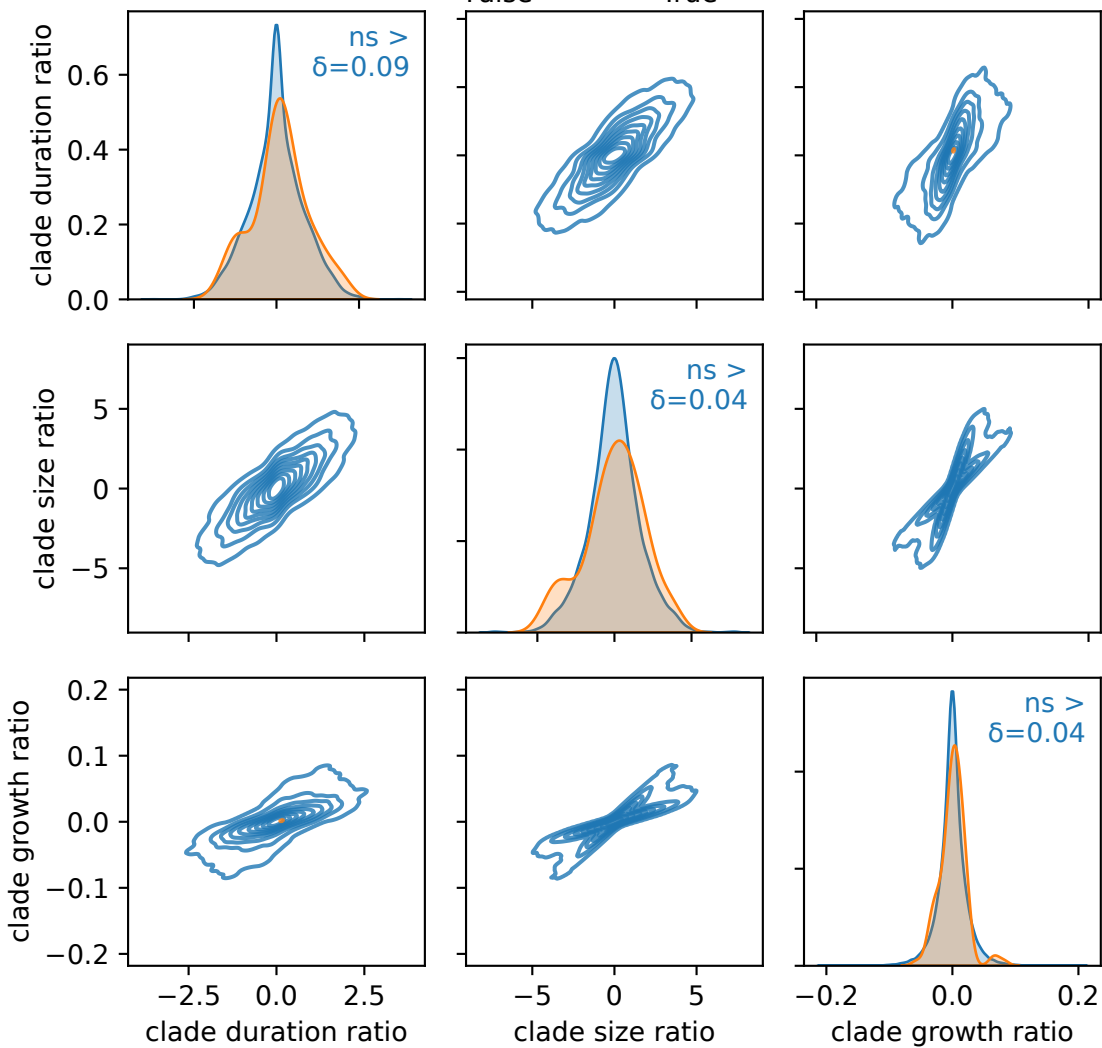 clade duration ratio
0.6
0.4
0.2
0.0
ns >
δ=0.09
clade size ratio
5
0
−5
ns >
δ=0.04
clade growth ratio
0.2
0.1
0.0
−0.1
−0.2
ns >
δ=0.04
−2.5 0.0 2.5
−5 0 5
−0.2 0.0 0.2
clade duration ratio
clade size ratio
clade growth ratio